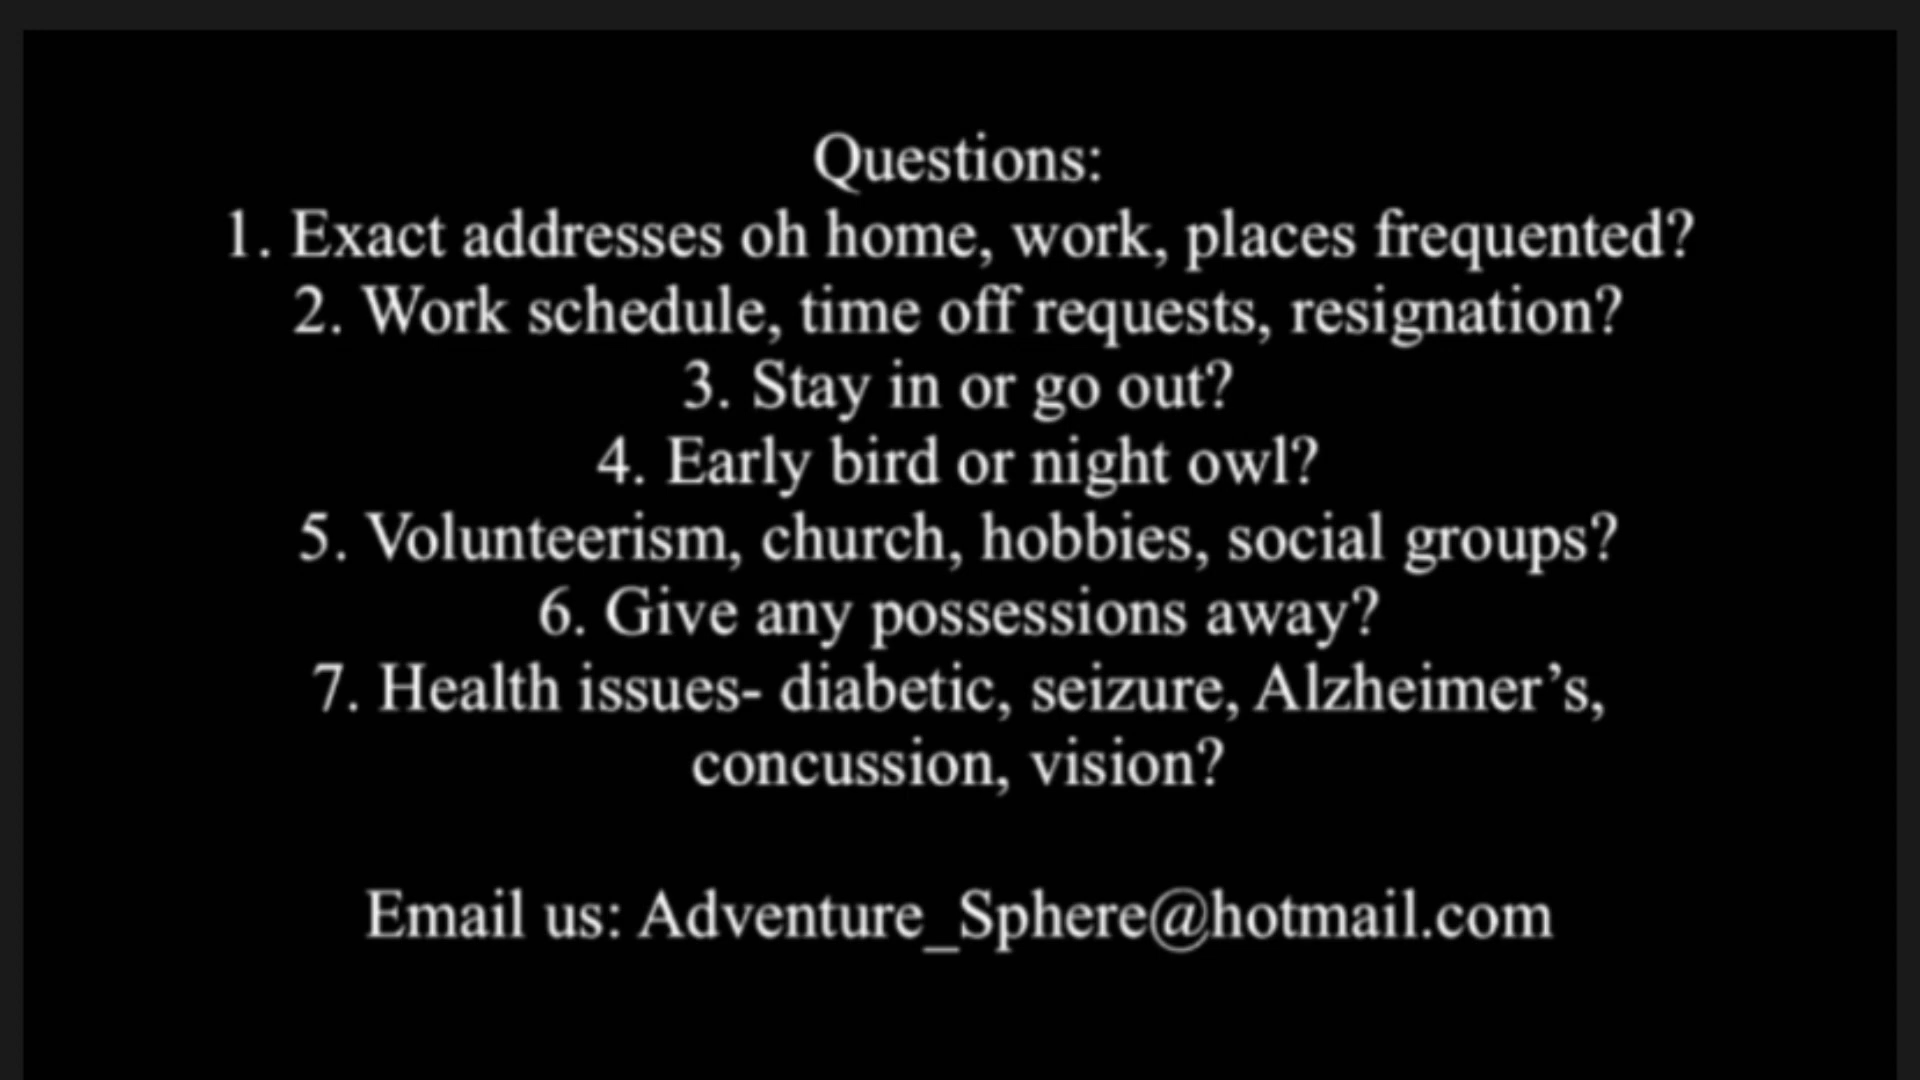 Questions:
1. Exact addresses oh home, work, places frequented?
2. Work schedule, time off requests, resignation?
3. Stay in or go out?
4. Early bird or night owl?
5. Volunteerism, church, hobbies, social groups?
6. Give any possessions away?
7. Health issues- diabetic, seizure, Alzheimer’s,
concussion, vision?
Email us: Adventure_Sphere@hotmail.com